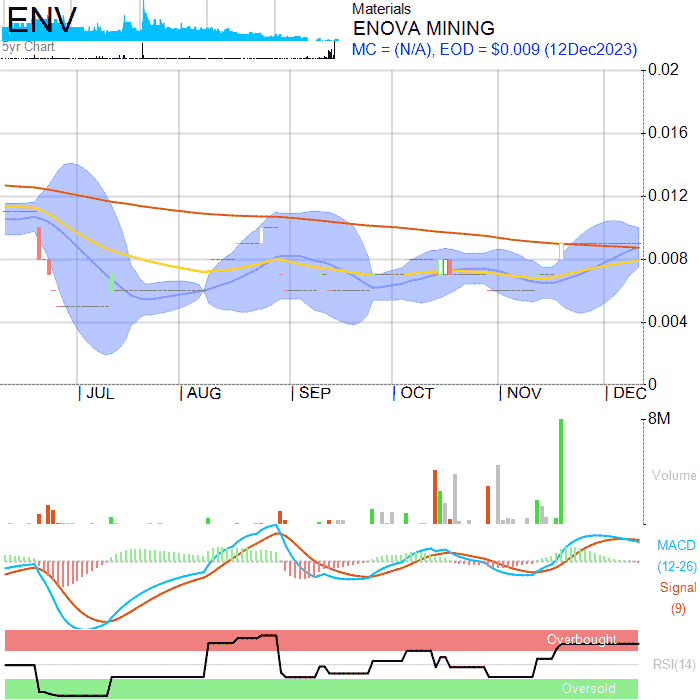 ENV
5yr Chart
Materials
ENOVA MINING
MC = (N/A), EOD = $0.009 (12Dec2023)
0.02
0.016
0.012
0.008
0.004
0
| JUL | AUG | SEP | OCT | NOV | DEC
8M
Volume
MACD
(12-26)
Signal
(9)
Overbought
RSI(14)
Oversold